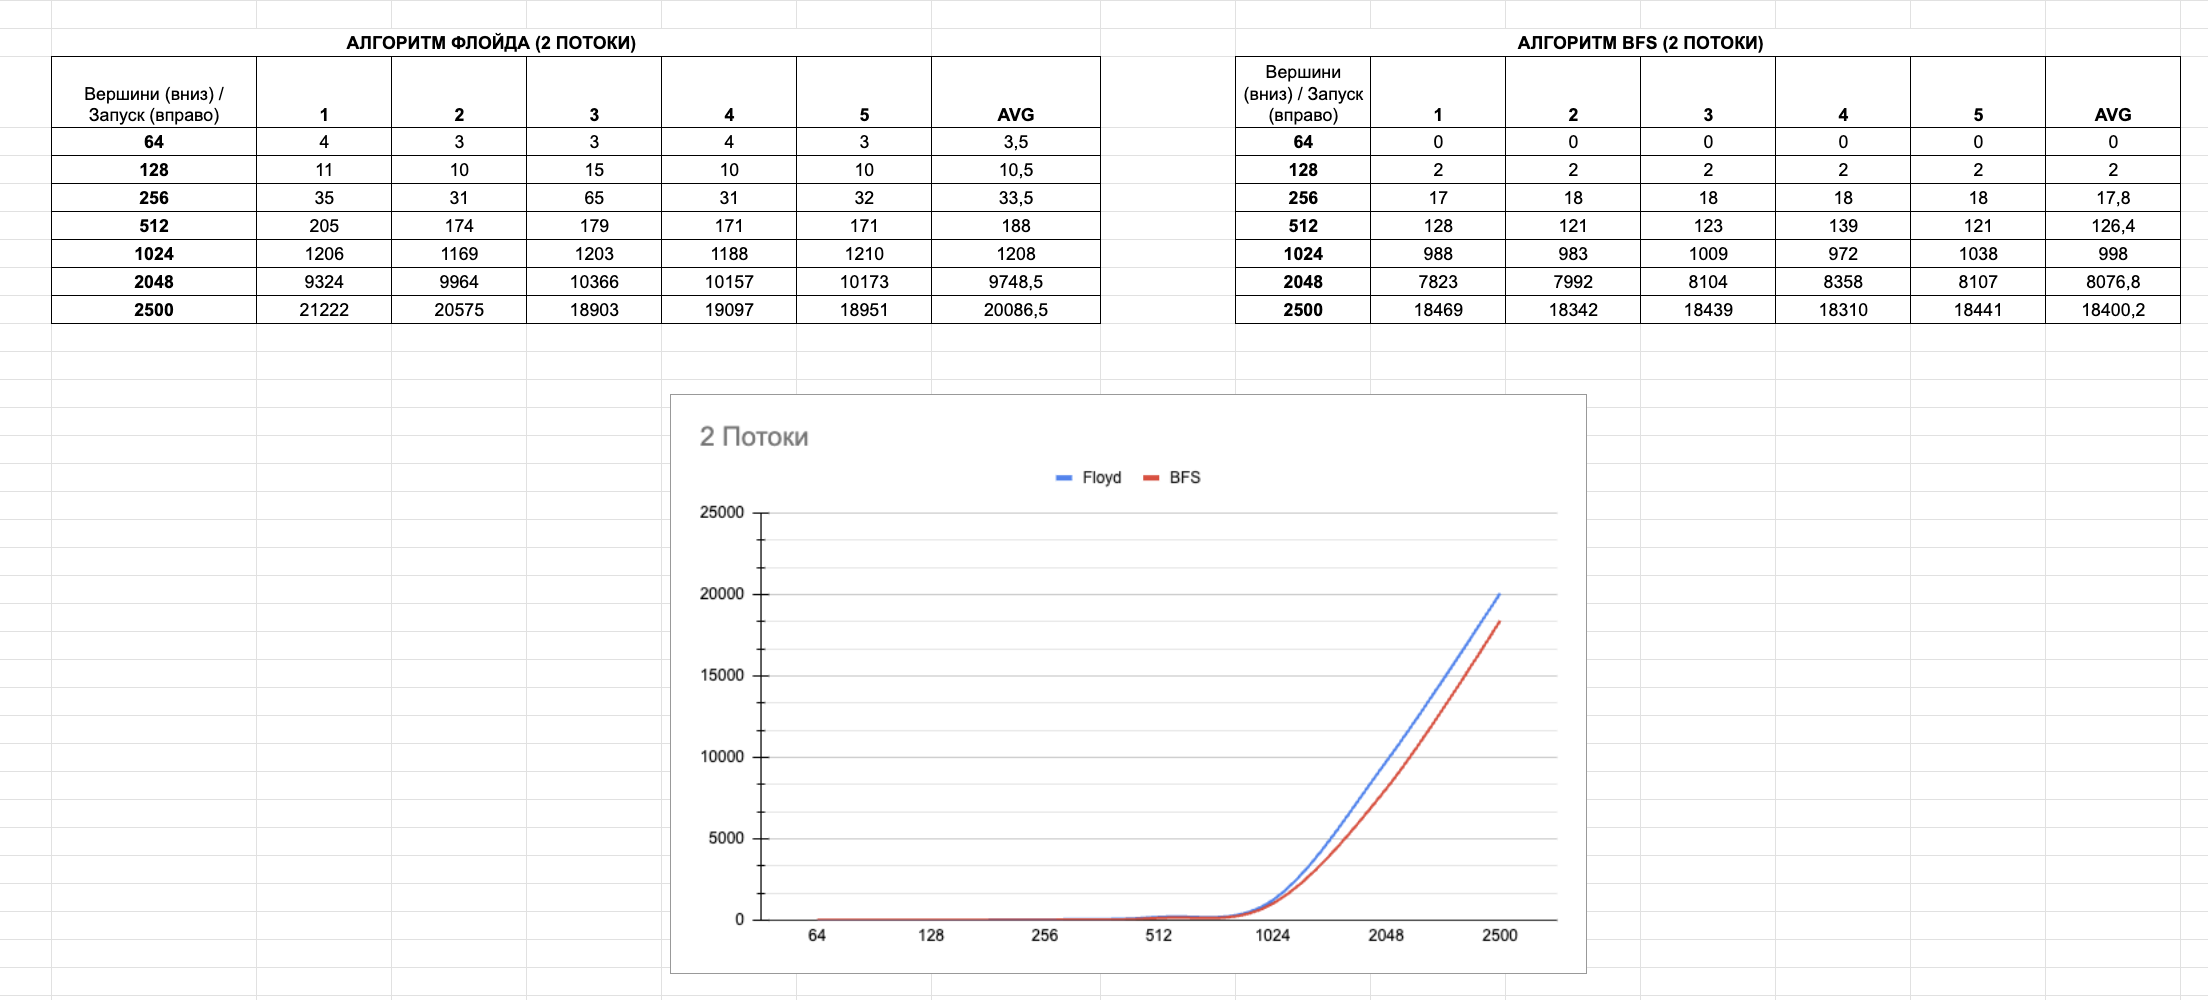 АЛГОРИТМ ФЛОЙДА (2 ПОТОКИ)
Вершини (вниз) /
Запуск (вправо) 1 2 3 4 5 AVG
64 4 3 3 4 3 3,5
128 11 10 15 10 10 10,5
256 35 31 65 31 32 33,5
512 205 174 179 171 171 188
1024 1206 1169 1203 1188 1210 1208
2048 9324 9964 10366 10157 10173 9748,5
2500 21222 20575 18903 19097 18951 20086,5
АЛГОРИТМ BFS (2 ПОТОКИ)
Вершини
(вниз) / Запуск
(вправо) 1 2 3 4 5 AVG
64 0 0 0 0 0 0
128 2 2 2 2 2 2
256 17 18 18 18 18 17,8
512 128 121 123 139 121 126,4
1024 988 983 1009 972 1038 998
2048 7823 7992 8104 8358 8107 8076,8
2500 18469 18342 18439 18310 18441 18400,2
2 Потоки
Floyd BFS
25000
20000
15000
10000
5000
0
64 128 256 512 1024 2048 2500